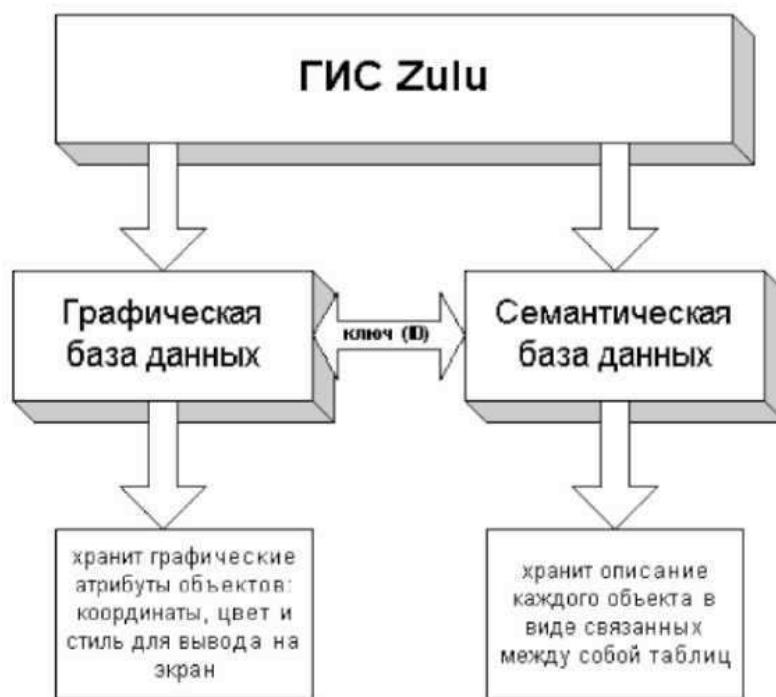 ГИС Zulu
Графическая
база данных
ключ (ID)
Семантическая
база данных
хранит графические
атрибуты объектов:
координаты, цвет и
стиль для вывода на
экран
хранит описание
каждого объекта в
виде связанных
между собой таблиц